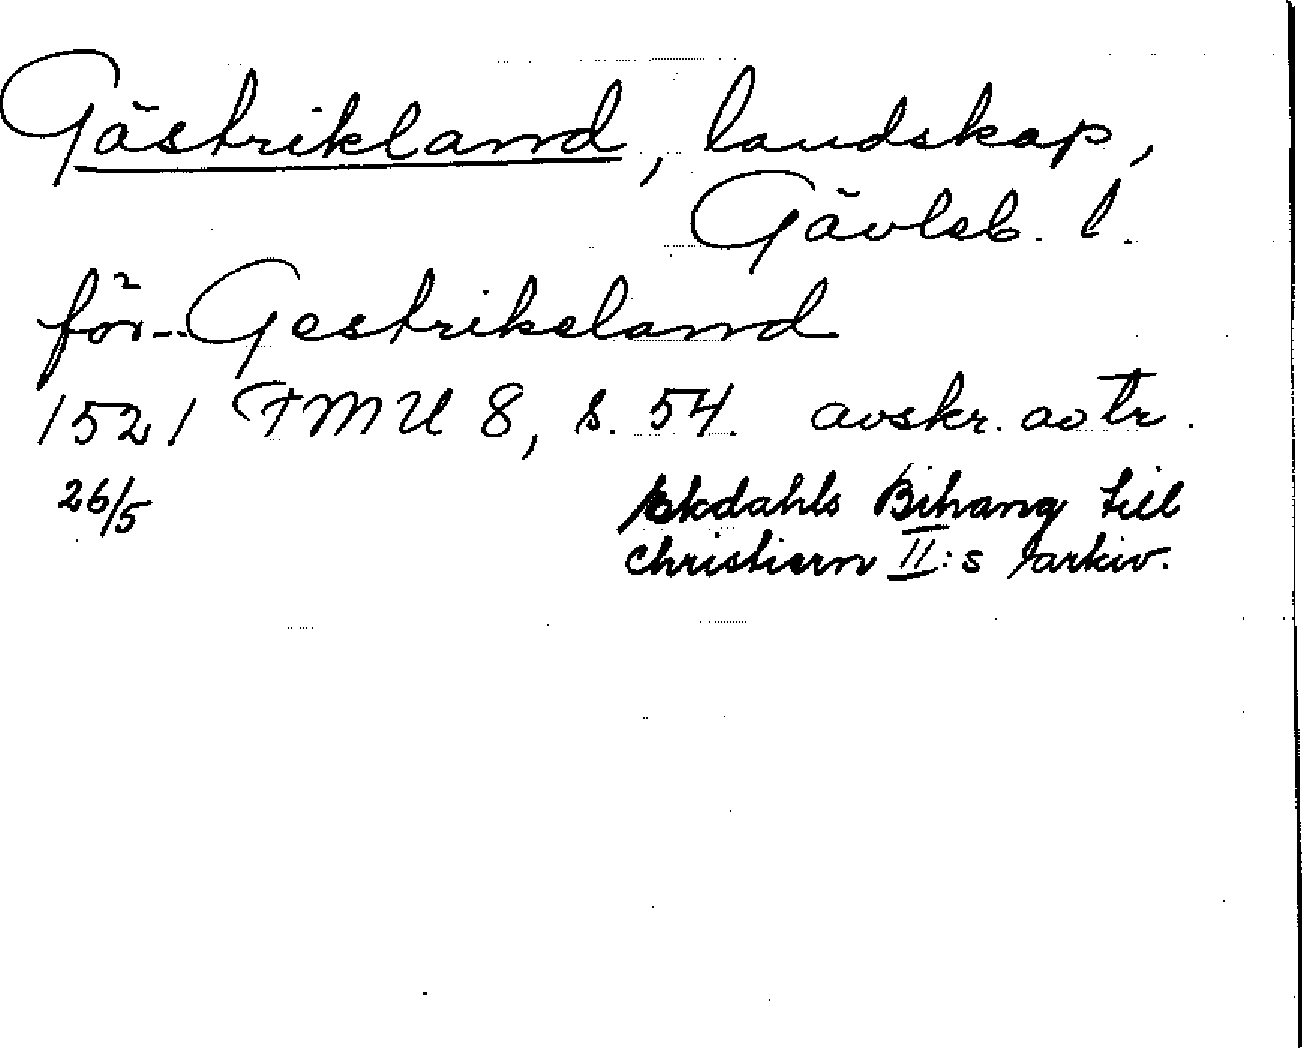 Gästrikland, landskap,
Gävleb. l.
för Gestrikeland
1521 FMU 8, s. 54. avskr. av tr.
26/5 Ekdahls Bihang till
Christiern II:s arkiv.